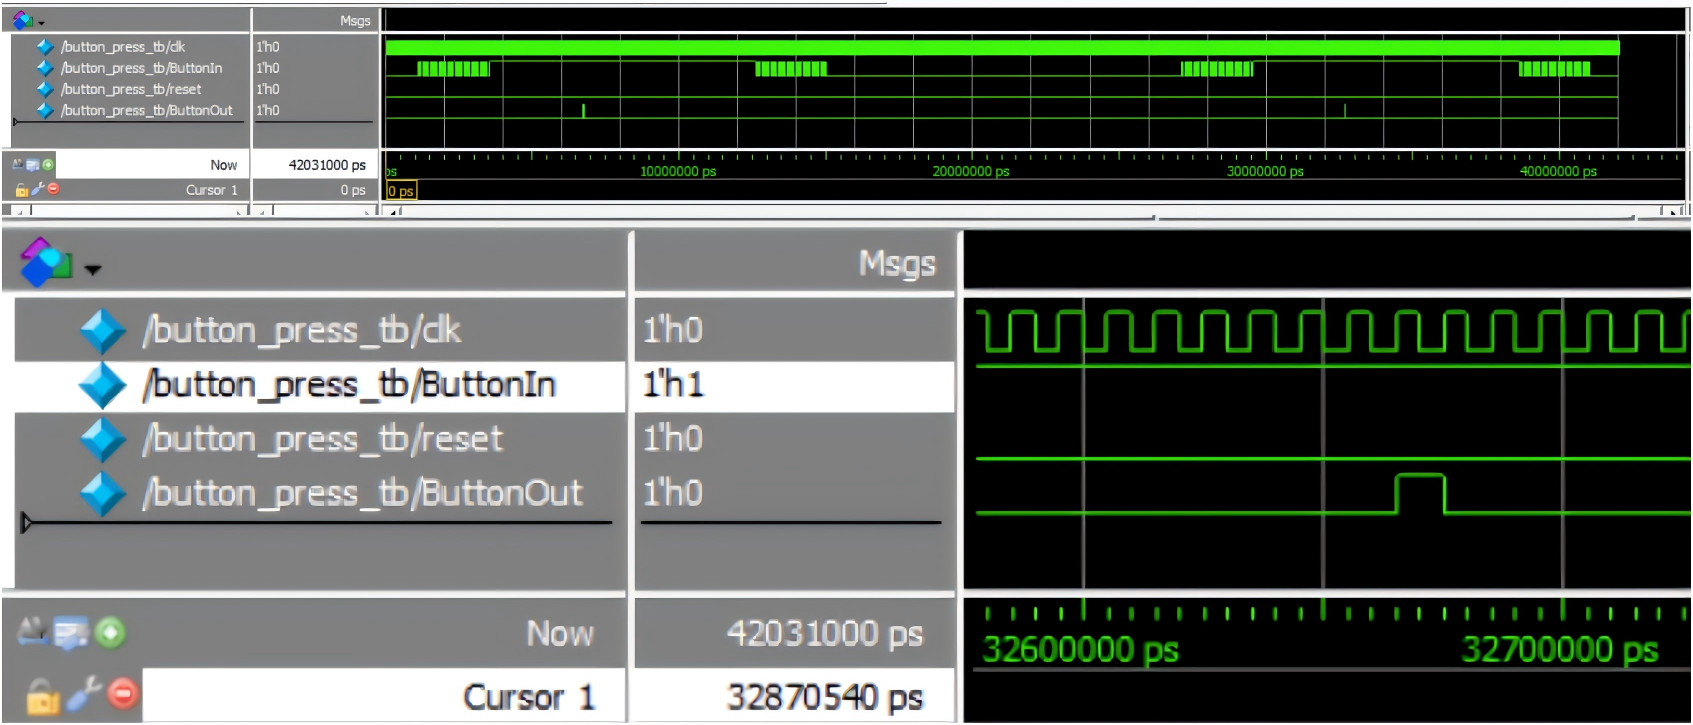 Msgs
/button_press_tb/clk 1'h0
/button_press_tb/ButtonIn 1'h0
/button_press_tb/reset 1'h0
/button_press_tb/ButtonOut 1'h0
Now 42031000 ps ps 10000000 ps 20000000 ps 30000000 ps 40000000 ps
Cursor 1 0 ps 0 ps
Msgs
/button_press_tb/clk 1'h0
/button_press_tb/ButtonIn 1'h1
/button_press_tb/reset 1'h0
/button_press_tb/ButtonOut 1'h0
Now 42031000 ps 32600000 ps 32700000 ps
Cursor 1 32870540 ps